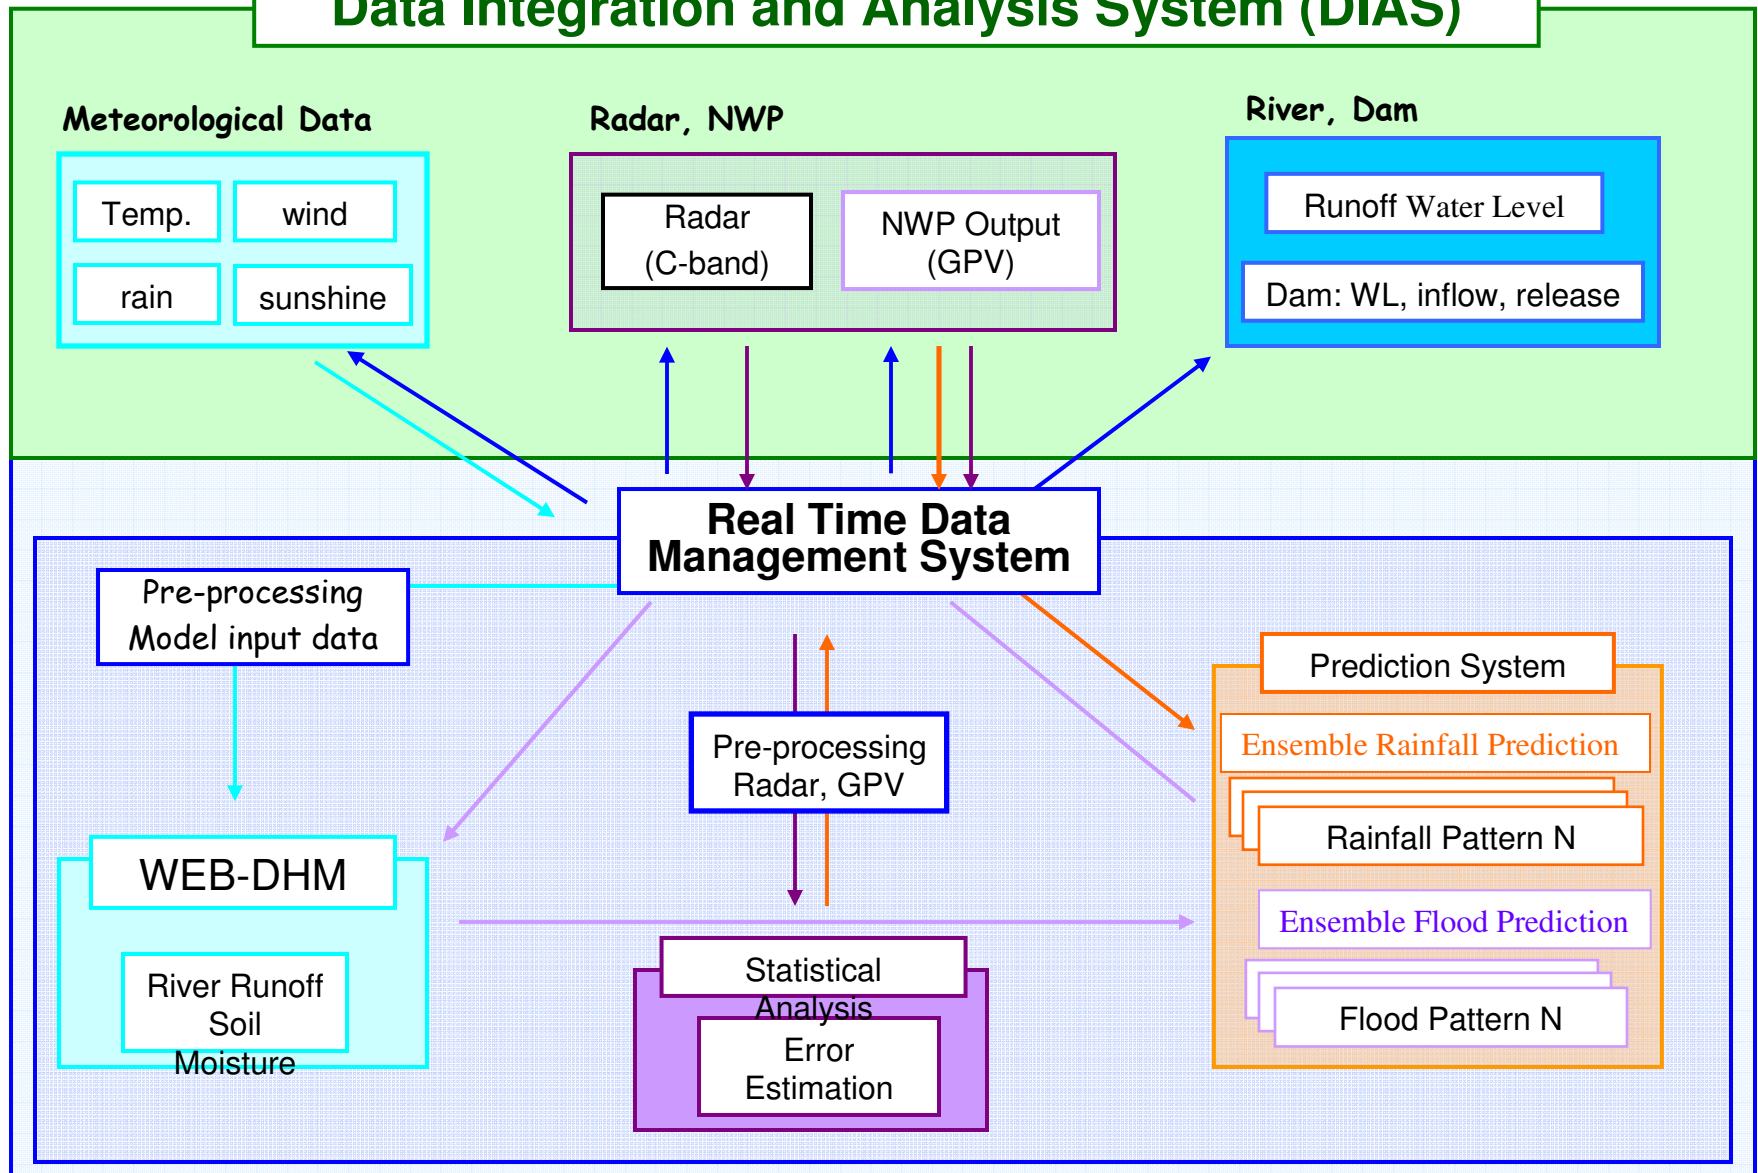 Data Integration and Analysis System (DIAS)
Meteorological Data
Temp.
wind
rain
sunshine
Radar, NWP
Radar
(C-band)
NWP Output
(GPV)
River, Dam
Runoff Water Level
Dam: WL, inflow, release
Real Time Data
Management System
Pre-processing
Model input data
Pre-processing
Radar, GPV
WEB-DHM
River Runoff
Soil
Moisture
Statistical
Analysis
Error
Estimation
Prediction System
Ensemble Rainfall Prediction
Rainfall Pattern N
Ensemble Flood Prediction
Flood Pattern N